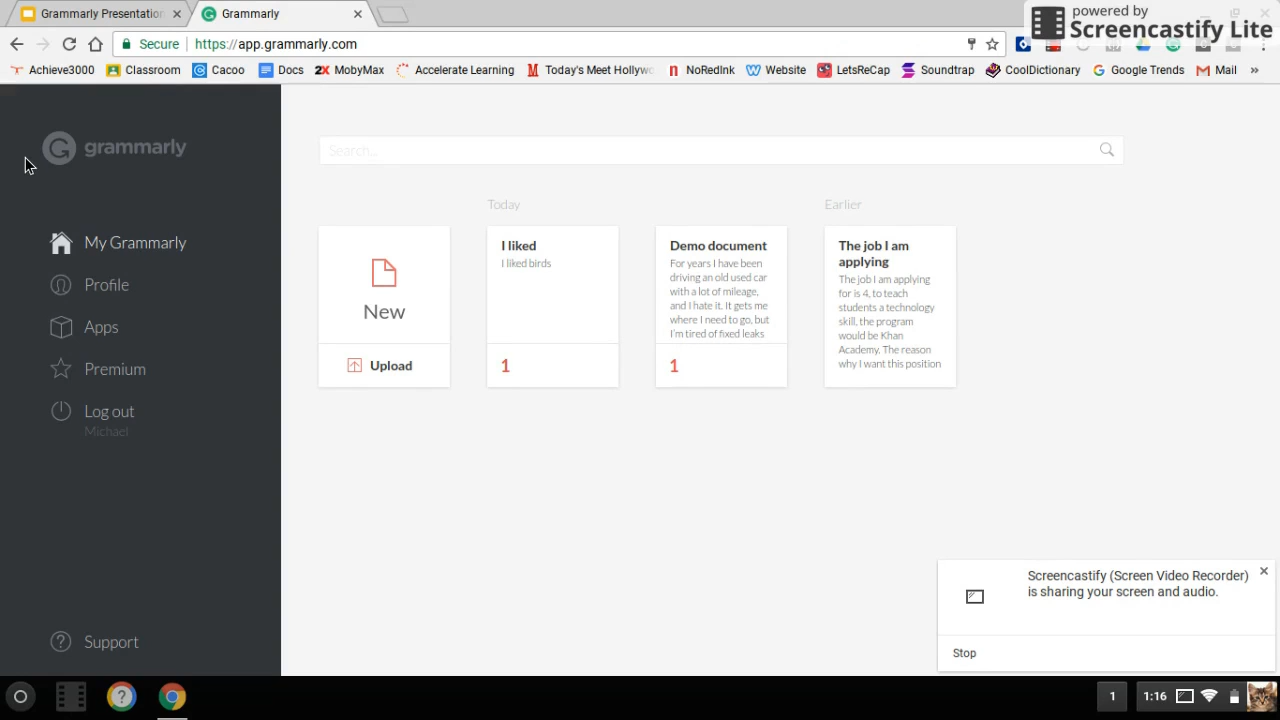 Grammarly Presentation
Grammarly
powered by
Screencastify Lite
Secure
https://app.grammarly.com
Achieve3000
Classroom
Cacoo
Docs
2X MobyMax
Accelerate Learning
Today's Meet Hollywo
NoRedInk
Website
LetsReCap
Soundtrap
CoolDictionary
Google Trends
Mail
»
grammarly
Search...
My Grammarly
Profile
Apps
Premium
Log out
Michael
Support
New
Upload
Today
I liked
I liked birds
1
Demo document
For years I have been
driving an old used car
with a lot of mileage,
and I hate it. It gets me
where I need to go, but
I'm tired of fixed leaks
1
Earlier
The job I am
applying
The job I am applying
for is 4, to teach
students a technology
skill, the program
would be Khan
Academy. The reason
why I want this position
Screencastify (Screen Video Recorder)
is sharing your screen and audio.
Stop
1
1:16